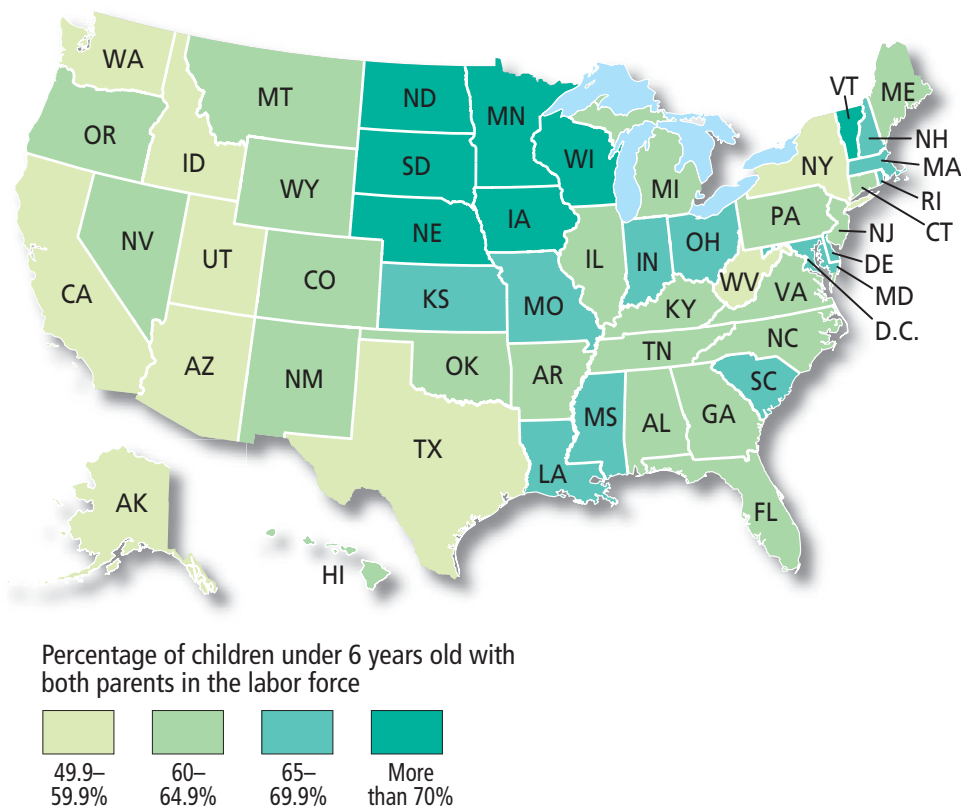 WA
MT
ND
MN
VT
ME
OR
ID
SD
WI
NY
NH
MA
WY
MI
RI
CT
NV
UT
NE
IA
PA
NJ
CO
IL
IN
OH
DE
CA
KS
MO
WV
VA
MD
KY
D.C.
AZ
NM
OK
AR
TN
NC
SC
TX
MS
AL
GA
LA
AK
FL
HI
Percentage of children under 6 years old with
both parents in the labor force
49.9–
59.9%
60–
64.9%
65–
69.9%
More
than 70%